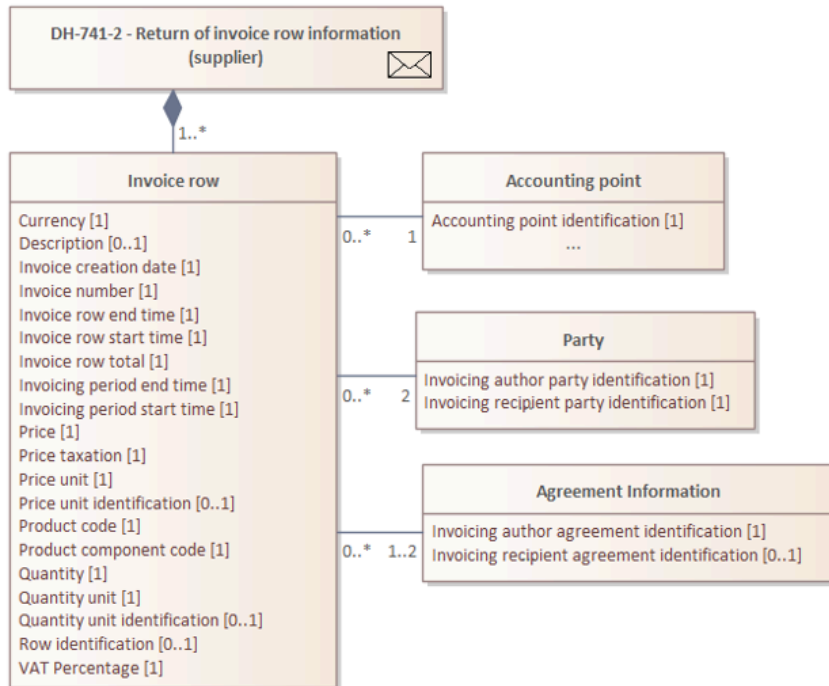 DH-741-2 - Return of invoice row information
(supplier)
1..*
Invoice row
Currency [1]
Description [0..1]
Invoice creation date [1]
Invoice number [1]
Invoice row end time [1]
Invoice row start time [1]
Invoice row total [1]
Invoicing period end time [1]
Invoicing period start time [1]
Price [1]
Price taxation [1]
Price unit [1]
Price unit identification [0..1]
Product code [1]
Product component code [1]
Quantity [1]
Quantity unit [1]
Quantity unit identification [0..1]
Row identification [0..1]
VAT Percentage [1]
0..* 1
Accounting point
Accounting point identification [1]
...
0..* 2
Party
Invoicing author party identification [1]
Invoicing recipient party identification [1]
0..* 1..2
Agreement Information
Invoicing author agreement identification [1]
Invoicing recipient agreement identification [0..1]